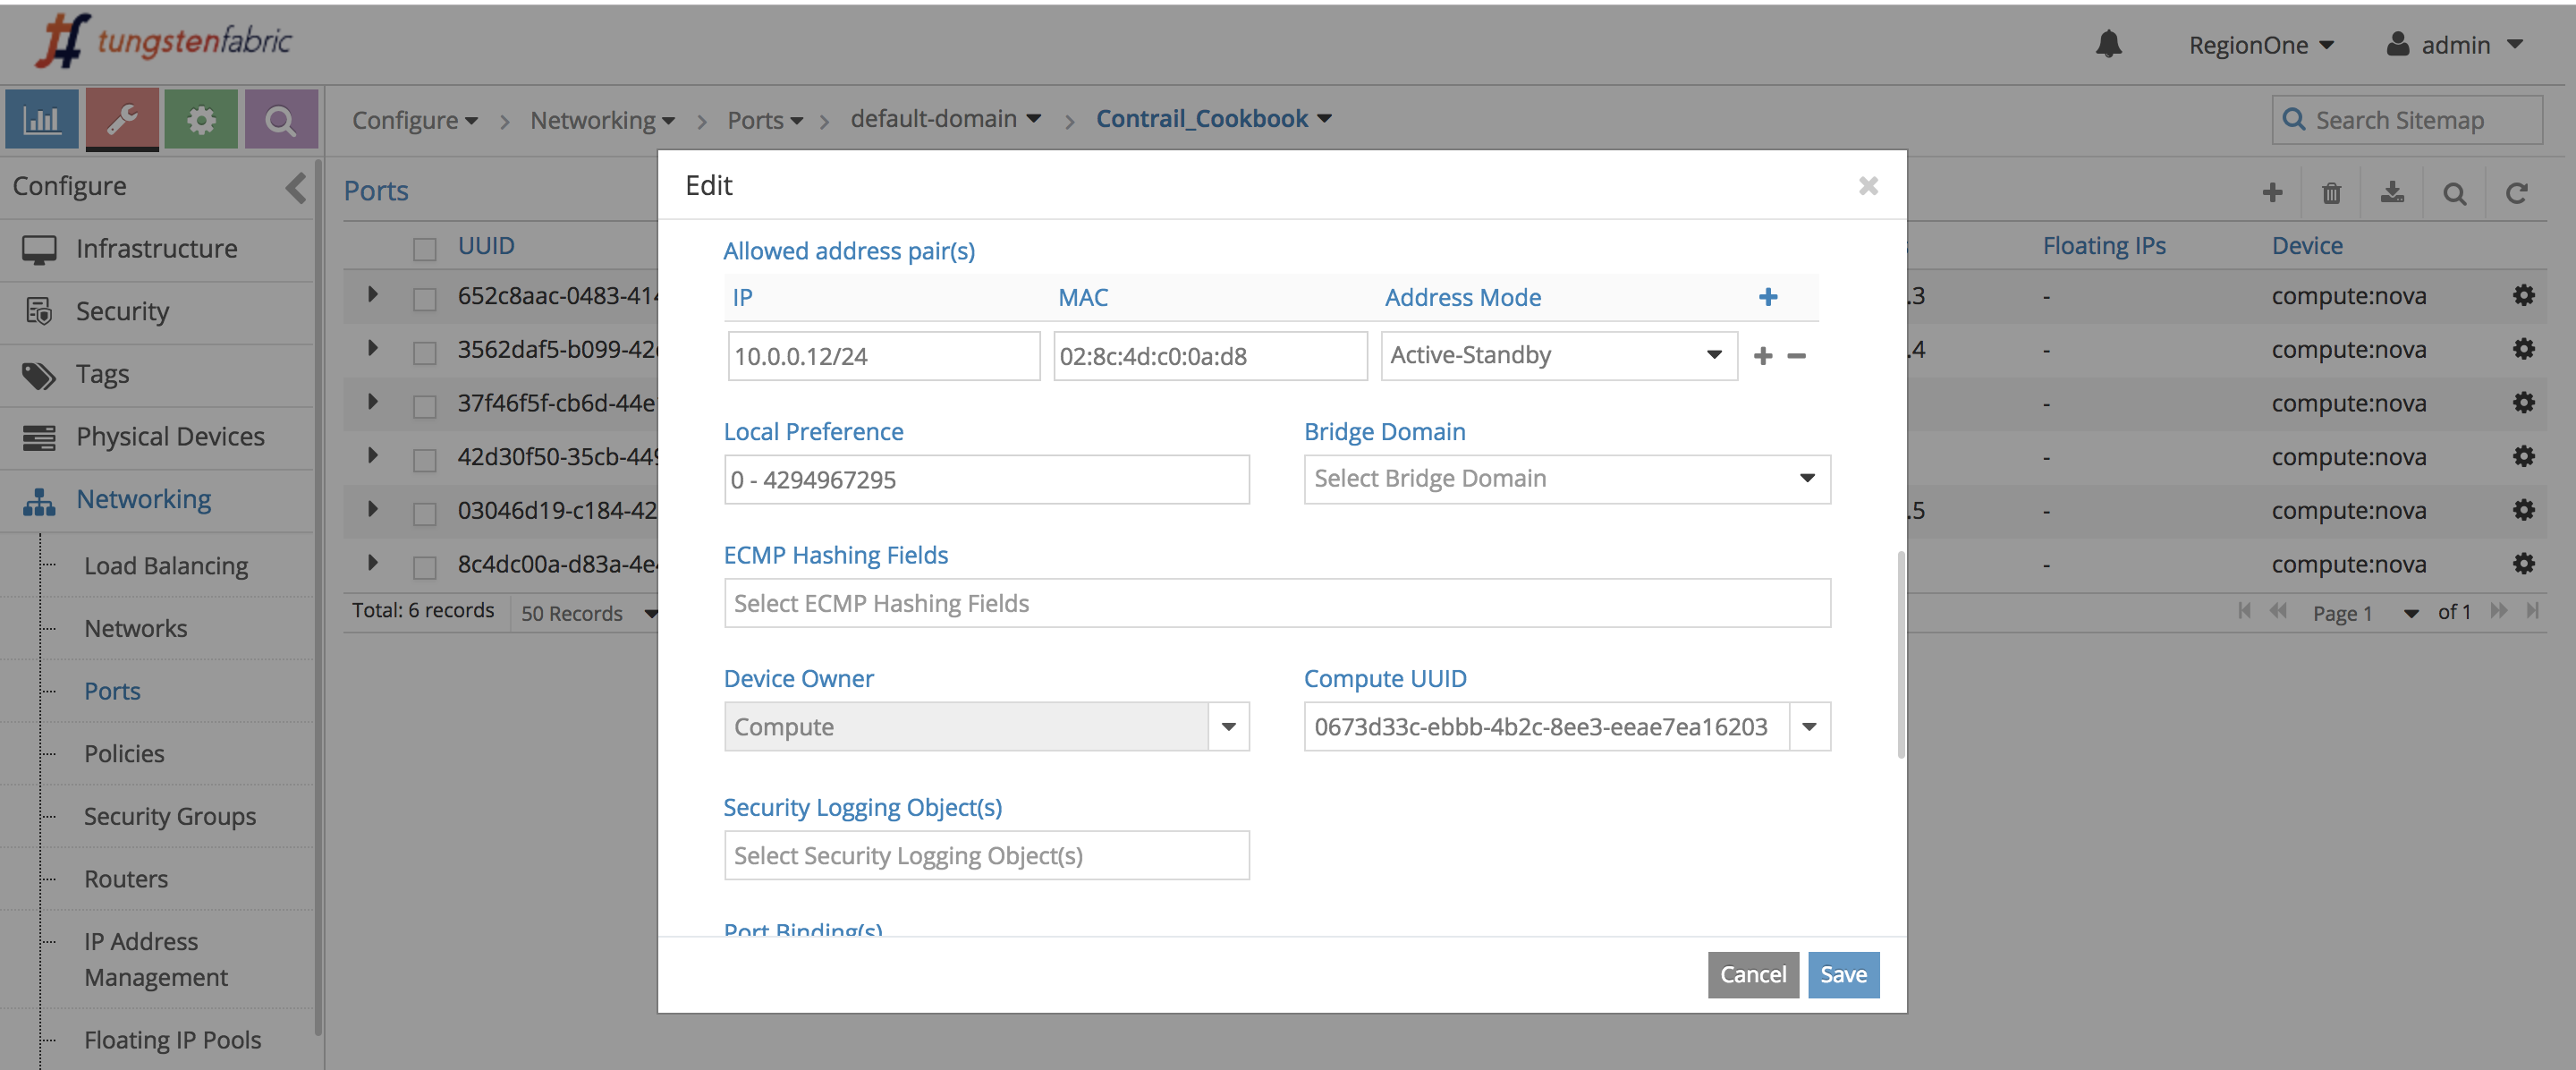 tungstenfabric
RegionOne
admin
Configure
Networking
Ports
default-domain
Contrail_Cookbook
Search Sitemap
Configure
Infrastructure
Security
Tags
Physical Devices
Networking
Load Balancing
Networks
Ports
Policies
Security Groups
Routers
IP Address
Management
Floating IP Pools
Ports
UUID
Floating IPs
Device
652c8aac-0483-414
.3
-
compute:nova
3562daf5-b099-42
.4
-
compute:nova
37f46f5f-cb6d-44e
-
compute:nova
42d30f50-35cb-449
-
compute:nova
03046d19-c184-42
.5
-
compute:nova
8c4dc00a-d83a-4e
-
compute:nova
Total: 6 records
50 Records
Page 1
of 1
Edit
Allowed address pair(s)
IP
MAC
Address Mode
10.0.0.12/24
02:8c:4d:c0:0a:d8
Active-Standby
Local Preference
Bridge Domain
0 - 4294967295
Select Bridge Domain
ECMP Hashing Fields
Select ECMP Hashing Fields
Device Owner
Compute UUID
Compute
0673d33c-ebbb-4b2c-8ee3-eeae7ea16203
Security Logging Object(s)
Select Security Logging Object(s)
Port Binding(s)
Cancel
Save